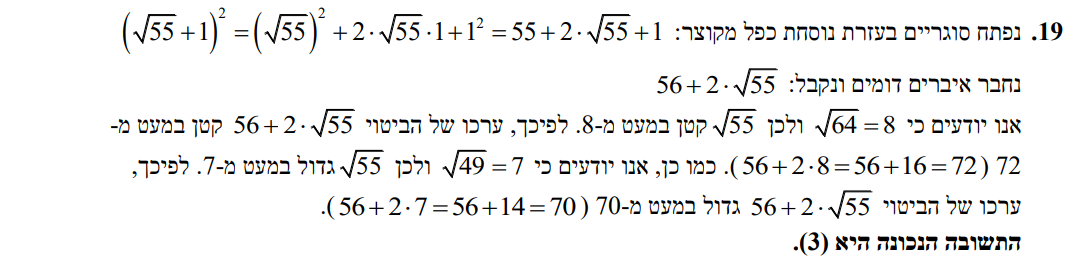 19. נפתח סוגריים בעזרת נוסחת כפל מקוצר: (√55 + 1)² = (√55)² + 2·√55·1 + 1² = 55 + 2·√55 + 1
נחבר איברים דומים ונקבל: 56 + 2·√55
אנו יודעים כי √64 = 8 ולכן √55 קטן במעט מ-8. לפיכך, ערכו של הביטוי 56 + 2·√55 קטן במעט מ-
72 (56 + 2·8 = 56 + 16 = 72). כמו כן, אנו יודעים כי √49 = 7 ולכן √55 גדול במעט מ-7. לפיכך,
ערכו של הביטוי 56 + 2·√55 גדול במעט מ-70 (56 + 2·7 = 56 + 14 = 70).
התשובה הנכונה היא (3).